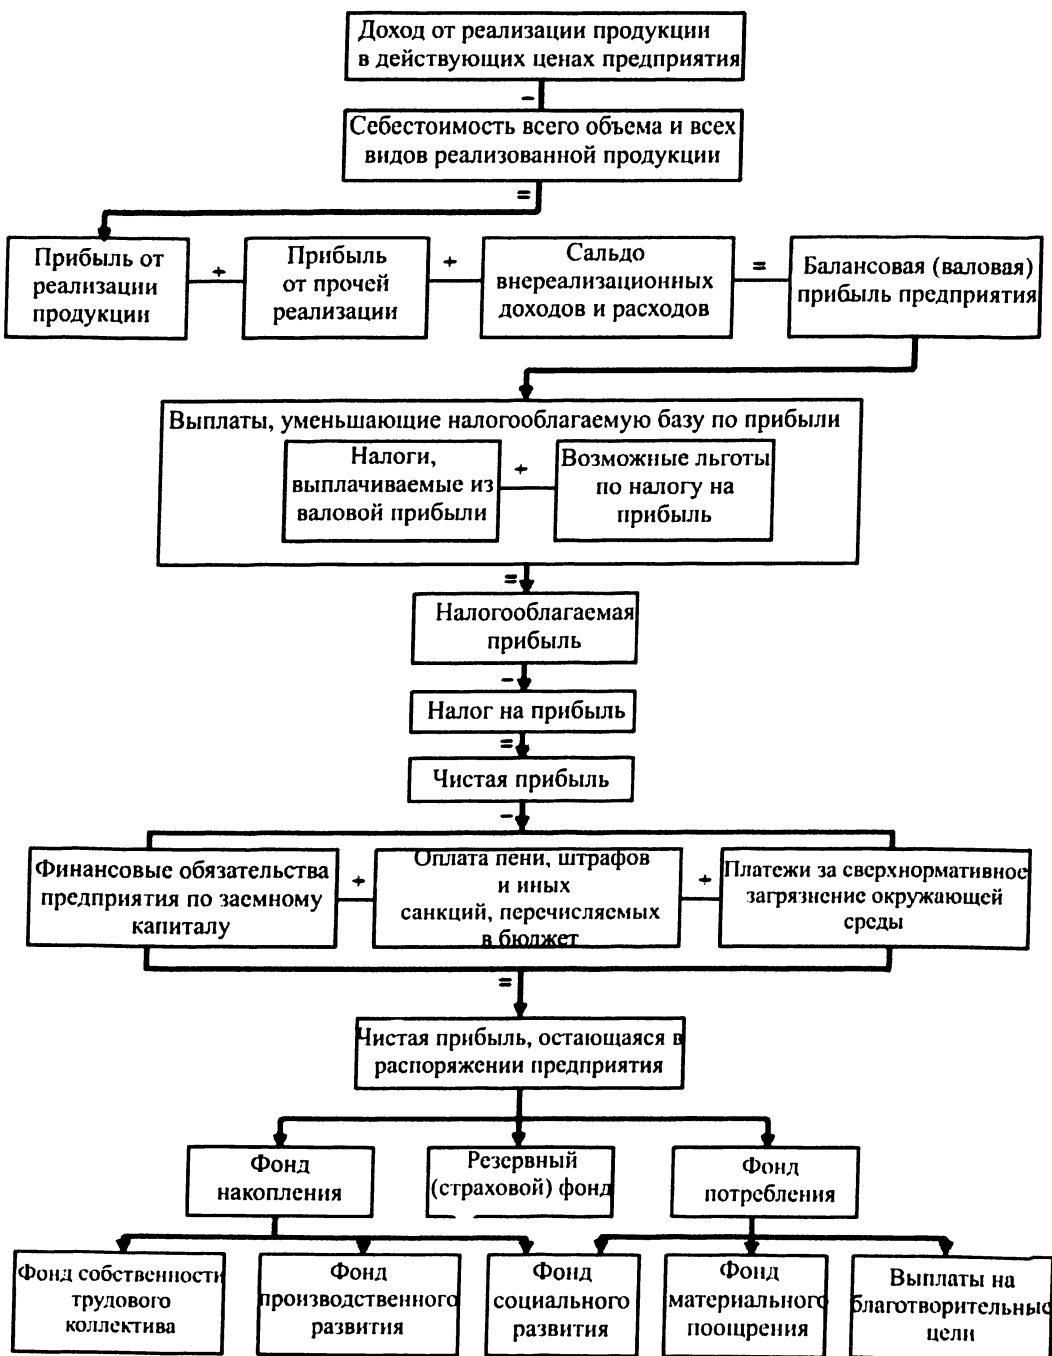 Доход от реализации продукции
в действующих ценах предприятия
−
Себестоимость всего объема и всех
видов реализованной продукции
=
Прибыль от
реализации
продукции
+
Прибыль
от прочей
реализации
+
Сальдо
внереализационных
доходов и расходов
=
Балансовая (валовая)
прибыль предприятия
Выплаты, уменьшающие налогооблагаемую базу по прибыли
Налоги,
выплачиваемые из
валовой прибыли
+
Возможные льготы
по налогу на
прибыль
=
Налогооблагаемая
прибыль
−
Налог на прибыль
=
Чистая прибыль
−
Финансовые обязательства
предприятия по заемному
капиталу
+
Оплата пени, штрафов
и иных
санкций, перечисляемых
в бюджет
+
Платежи за сверхнормативное
загрязнение окружающей
среды
=
Чистая прибыль, остающаяся в
распоряжении предприятия
Фонд
накопления
Резервный
(страховой) фонд
Фонд
потребления
Фонд собственности
трудового
коллектива
Фонд
производственного
развития
Фонд
социального
развития
Фонд
материального
поощрения
Выплаты на
благотворительные
цели